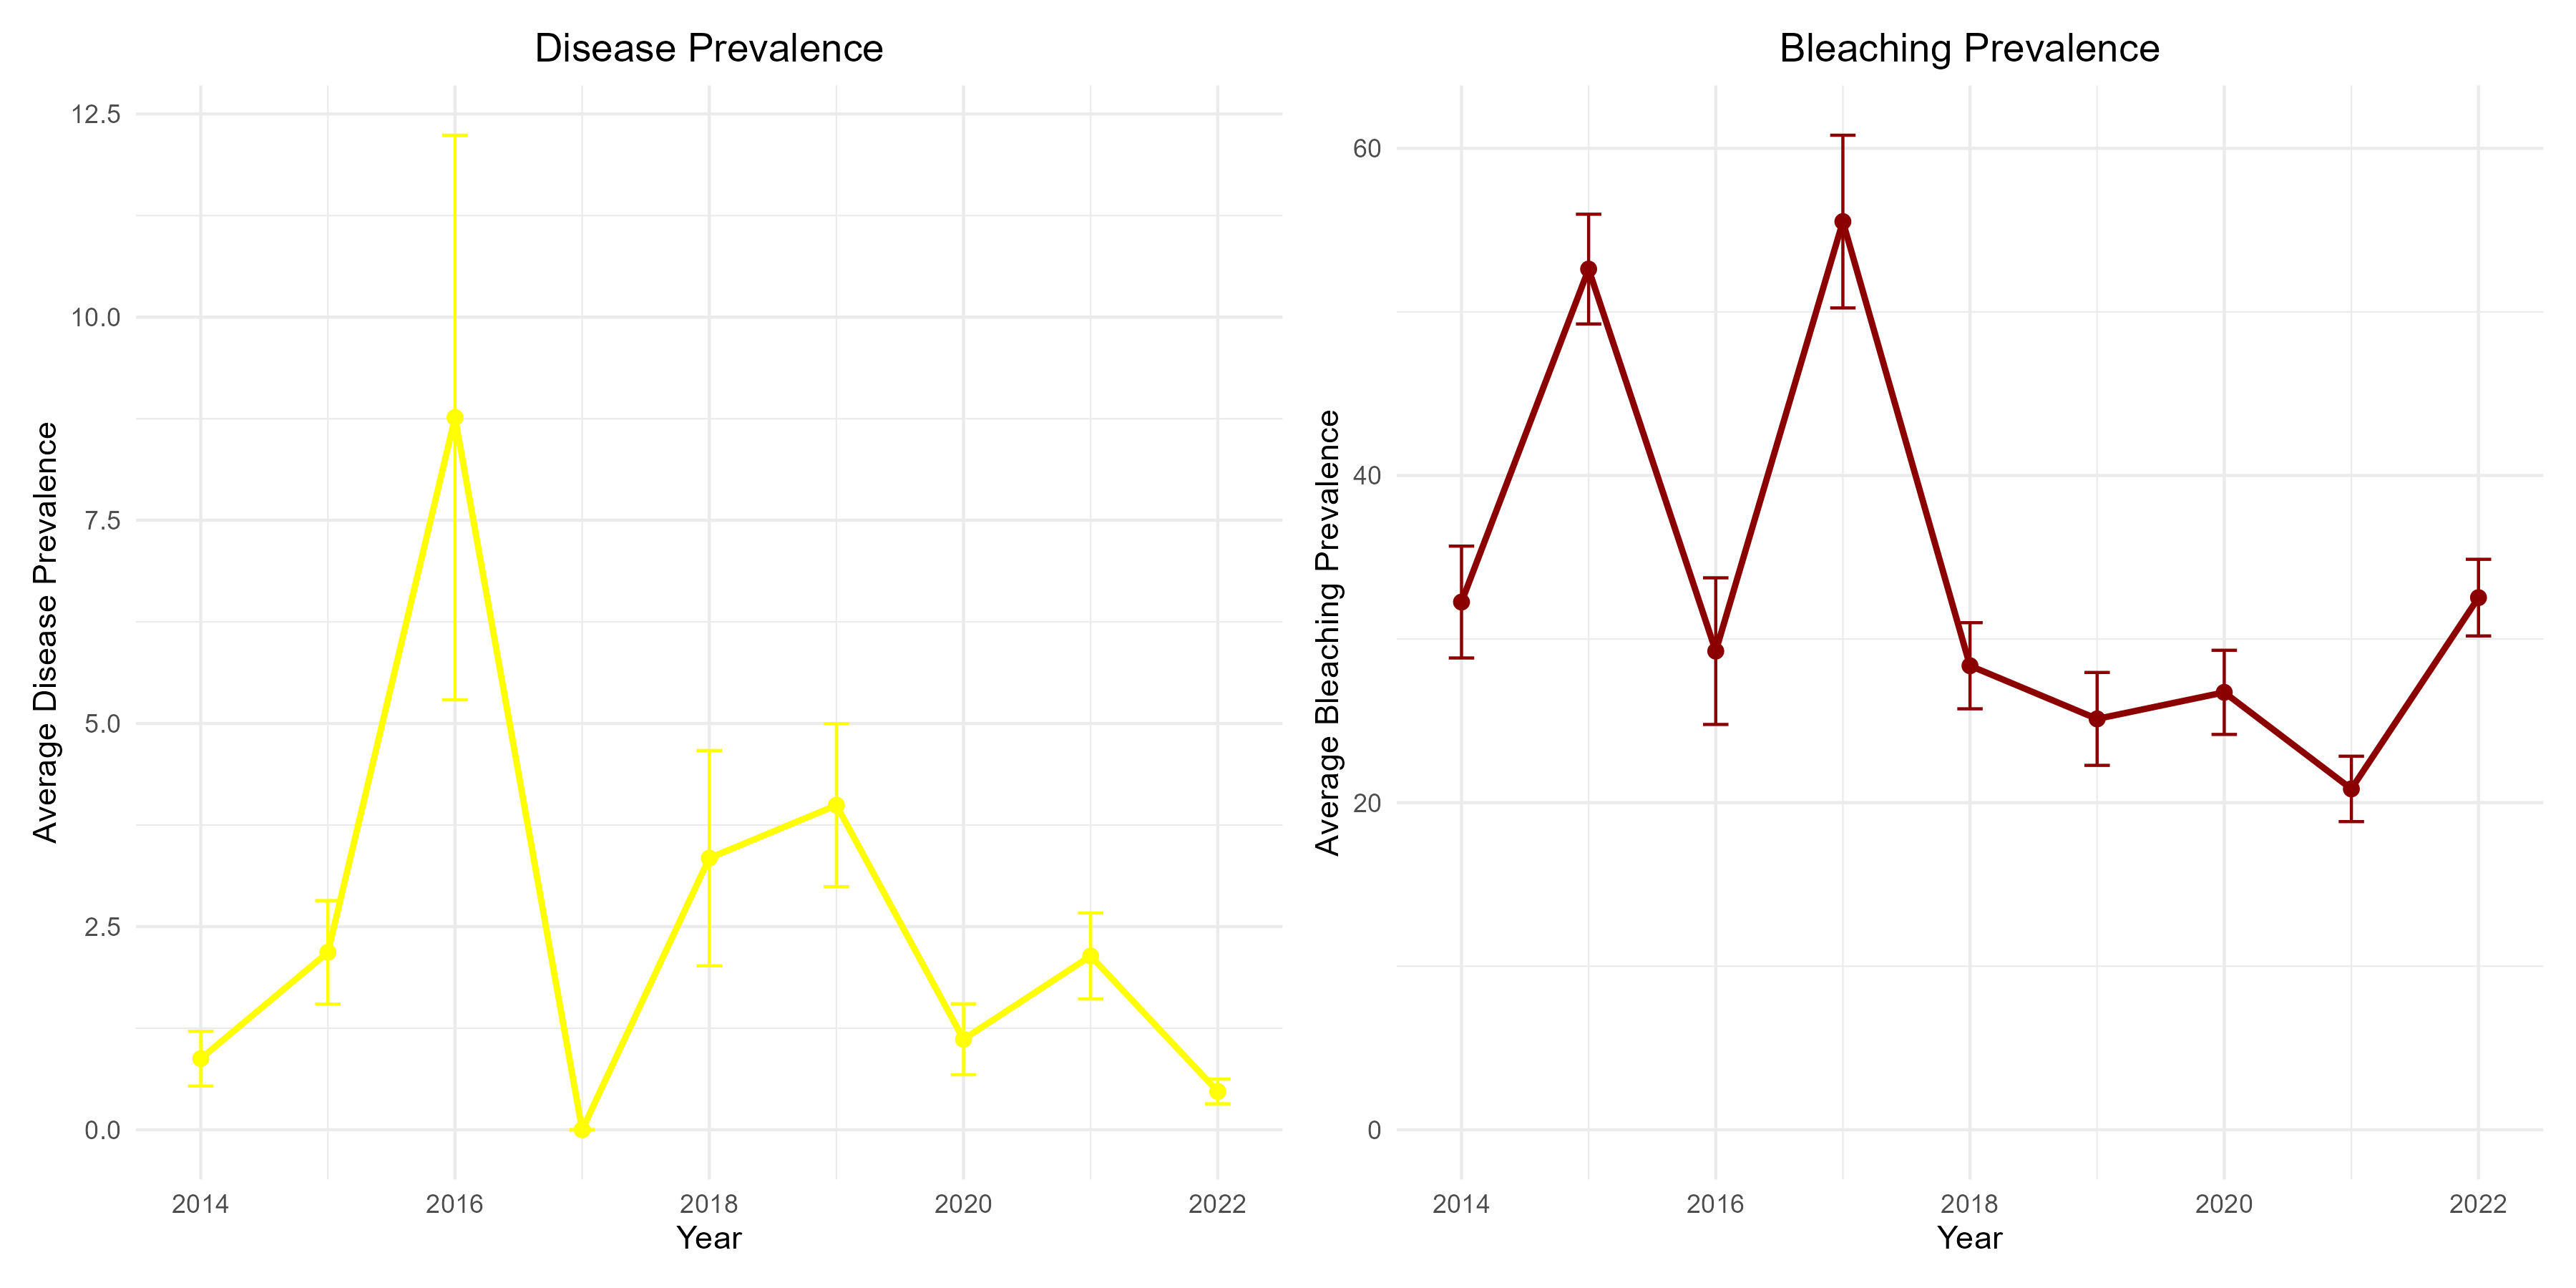 Disease Prevalence
Average Disease Prevalence
12.5
10.0
7.5
5.0
2.5
0.0
2014 2016 2018 2020 2022
Year
Bleaching Prevalence
Average Bleaching Prevalence
60
40
20
0
2014 2016 2018 2020 2022
Year